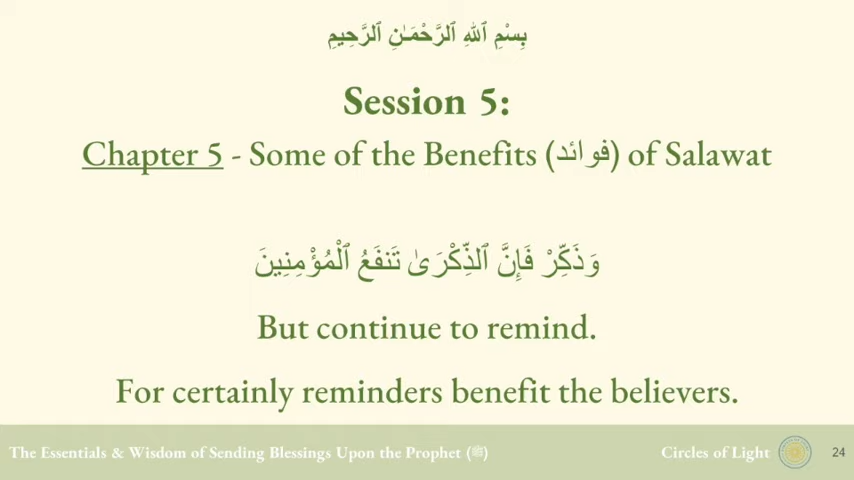 بِسْمِ ٱللَّهِ ٱلرَّحْمَـٰنِ ٱلرَّحِيمِ
Session 5:
Chapter 5 - Some of the Benefits (فوائد) of Salawat
وَذَكِّرْ فَإِنَّ ٱلذِّكْرَىٰ تَنفَعُ ٱلْمُؤْمِنِينَ
But continue to remind.
For certainly reminders benefit the believers.
The Essentials & Wisdom of Sending Blessings Upon the Prophet (ﷺ)
Circles of Light
24